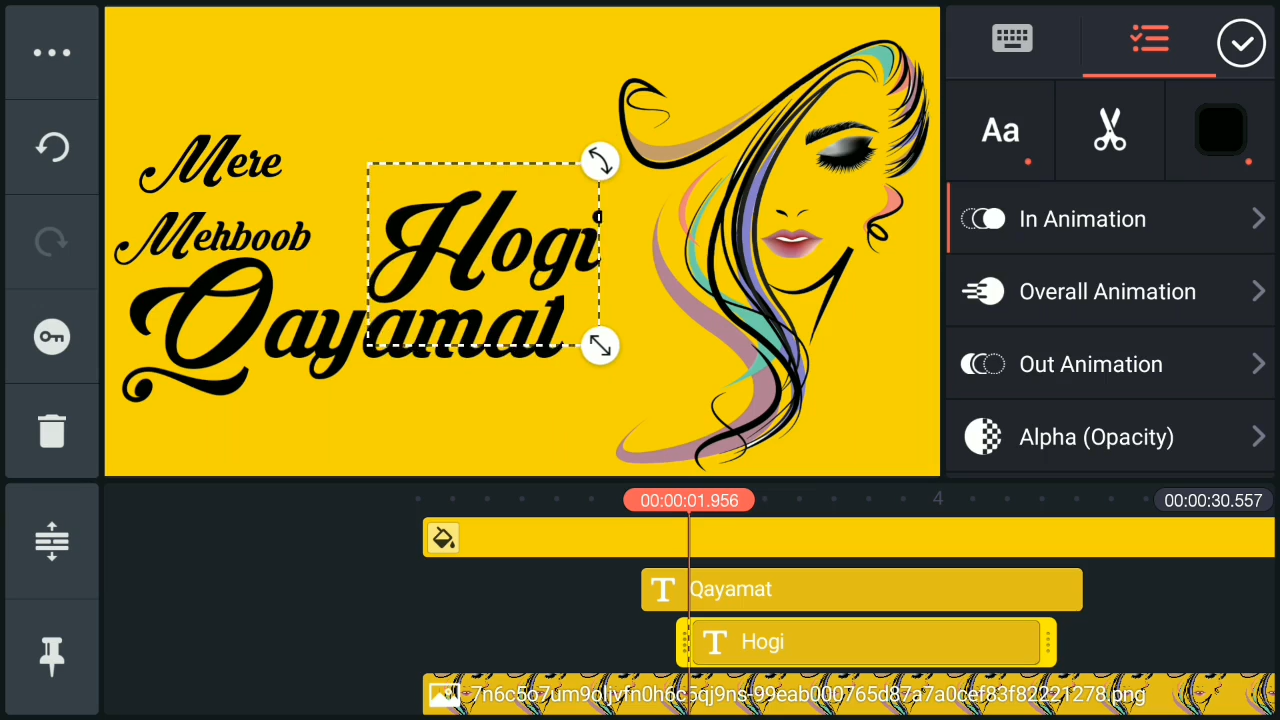 Mere
Mehboob
Hogi
Qayamat
Aa
In Animation
Overall Animation
Out Animation
Alpha (Opacity)
00:00:01.956
4
00:00:30.557
T Qayamat
T Hogi
7n6c5o7um9oljvfn0h6c5qj9ns-99eab000765d87a7a0cef83f82221278.png